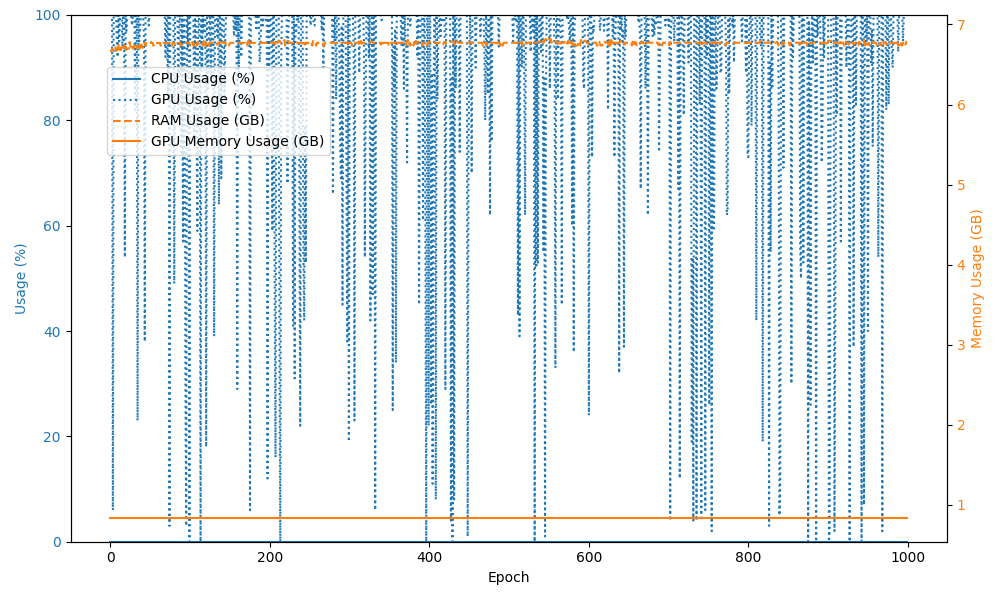 100
80
60
40
20
0
Usage (%)
CPU Usage (%)
GPU Usage (%)
RAM Usage (GB)
GPU Memory Usage (GB)
7
6
5
4
3
2
1
Memory Usage (GB)
0 200 400 600 800 1000
Epoch